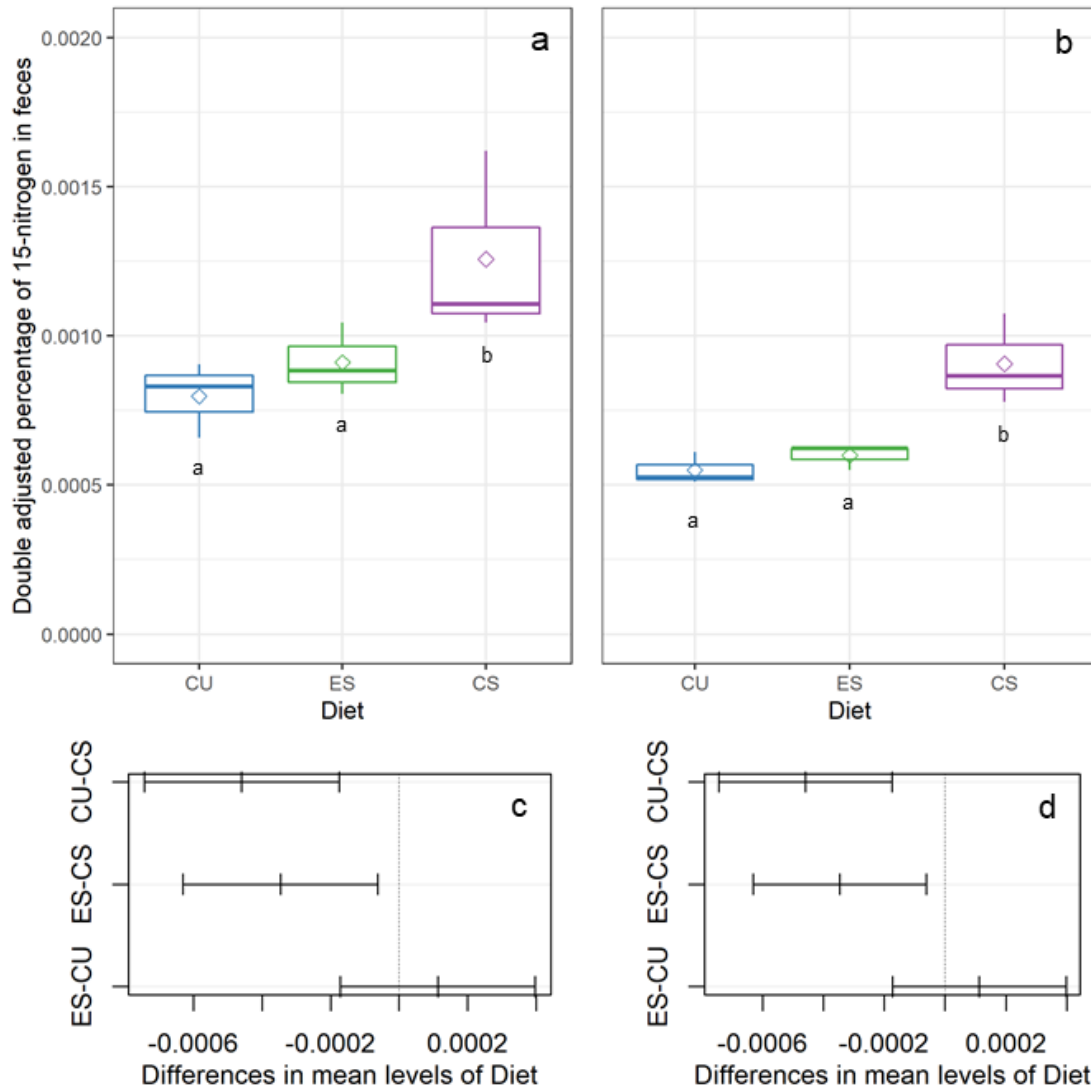 Double adjusted percentage of 15-nitrogen in feces
0.0020
0.0015
0.0010
0.0005
0.0000
a
a
a
b
CU
ES
CS
Diet
b
a
a
b
CU
ES
CS
Diet
c
CU-CS
ES-CS
ES-CU
-0.0006
-0.0002
0.0002
Differences in mean levels of Diet
d
CU-CS
ES-CS
ES-CU
-0.0006
-0.0002
0.0002
Differences in mean levels of Diet